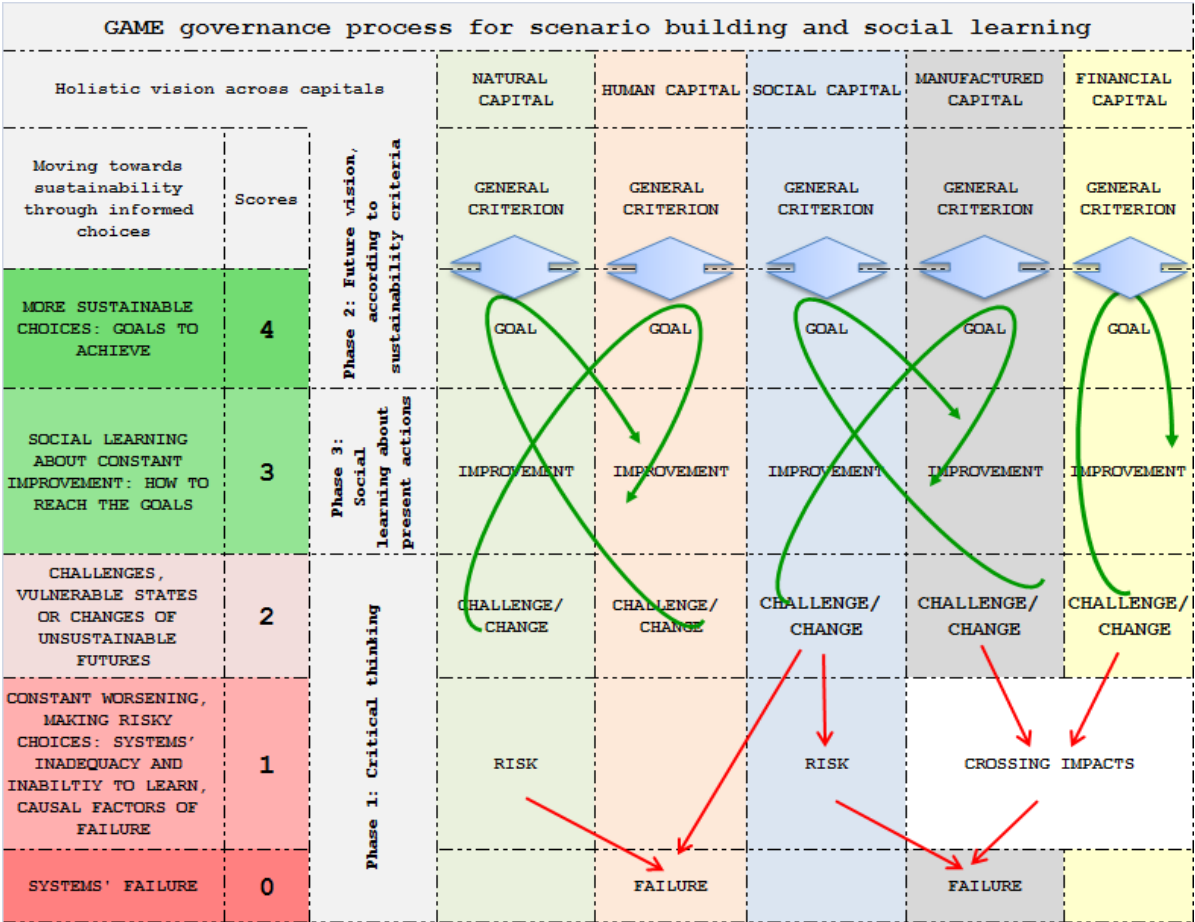 GAME governance process for scenario building and social learning
Holistic vision across capitals
NATURAL
CAPITAL
HUMAN CAPITAL
SOCIAL CAPITAL
MANUFACTURED
CAPITAL
FINANCIAL
CAPITAL
Moving towards
sustainability
through informed
choices
Scores
Phase 2: Future vision,
according to
sustainability criteria
GENERAL
CRITERION
GENERAL
CRITERION
GENERAL
CRITERION
GENERAL
CRITERION
GENERAL
CRITERION
MORE SUSTAINABLE
CHOICES: GOALS TO
ACHIEVE
4
GOAL
GOAL
GOAL
GOAL
GOAL
SOCIAL LEARNING
ABOUT CONSTANT
IMPROVEMENT: HOW TO
REACH THE GOALS
3
Phase 3:
Social
learning about
present actions
IMPROVEMENT
IMPROVEMENT
IMPROVEMENT
IMPROVEMENT
IMPROVEMENT
CHALLENGES,
VULNERABLE STATES
OR CHANGES OF
UNSUSTAINABLE
FUTURES
2
Phase 1: Critical thinking
CHALLENGE/
CHANGE
CHALLENGE/
CHANGE
CHALLENGE/
CHANGE
CHALLENGE/
CHANGE
CHALLENGE/
CHANGE
CONSTANT WORSENING,
MAKING RISKY
CHOICES: SYSTEMS’
INADEQUACY AND
INABILTIY TO LEARN,
CAUSAL FACTORS OF
FAILURE
1
RISK
RISK
CROSSING IMPACTS
SYSTEMS' FAILURE
0
FAILURE
FAILURE